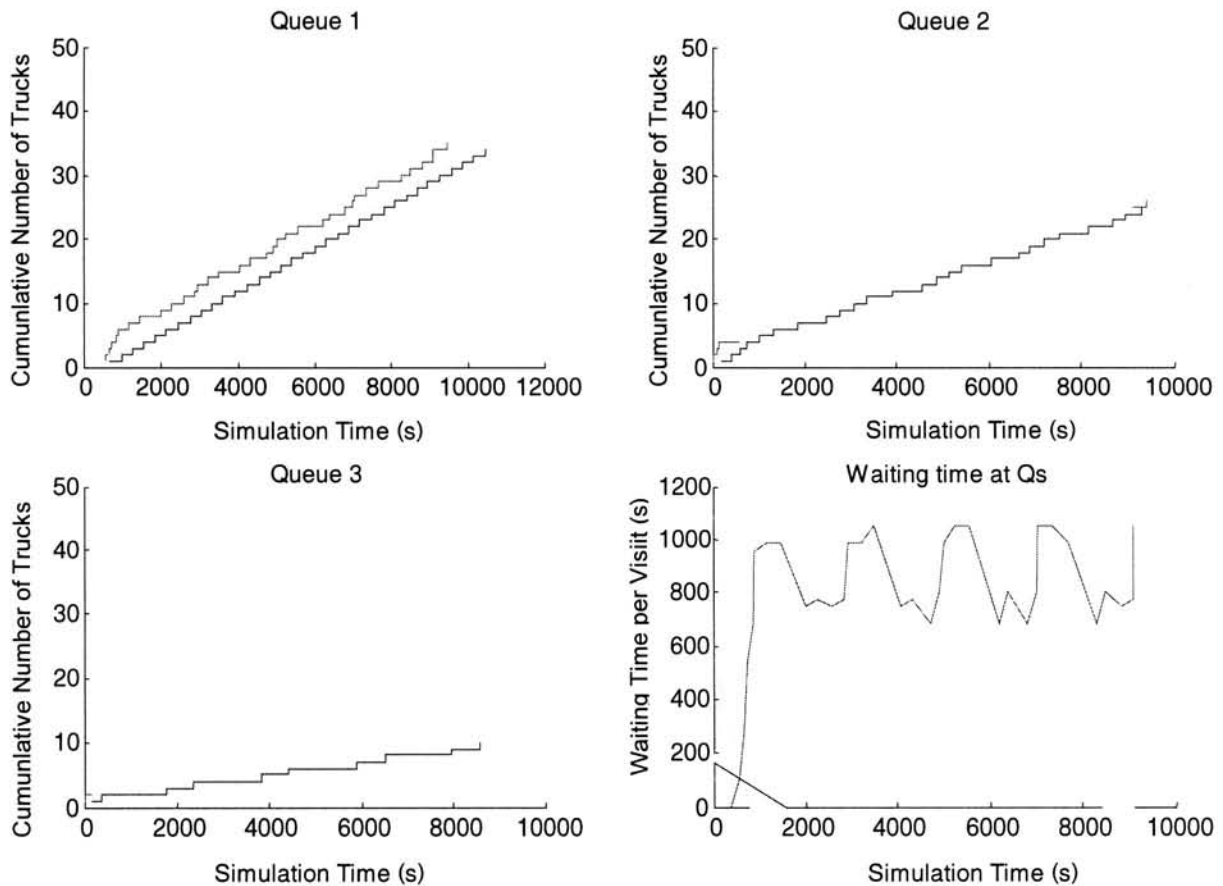 Queue 1
Cumunlative Number of Trucks
50
40
30
20
10
0
0 2000 4000 6000 8000 10000 12000
Simulation Time (s)
Queue 2
Cumunlative Number of Trucks
50
40
30
20
10
0
0 2000 4000 6000 8000 10000
Simulation Time (s)
Queue 3
Cumunlative Number of Trucks
50
40
30
20
10
0
0 2000 4000 6000 8000 10000
Simulation Time (s)
Waiting time at Qs
Waiting Time per Visiit (s)
1200
1000
800
600
400
200
0
0 2000 4000 6000 8000 10000
Simulation Time (s)